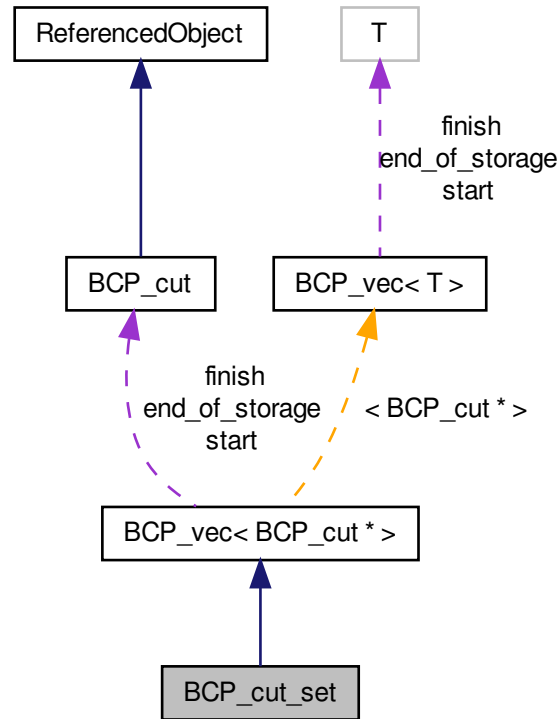 ReferencedObject
T
finish
end_of_storage
start
BCP_cut
BCP_vec< T >
finish
end_of_storage
start
< BCP_cut * >
BCP_vec< BCP_cut * >
BCP_cut_set